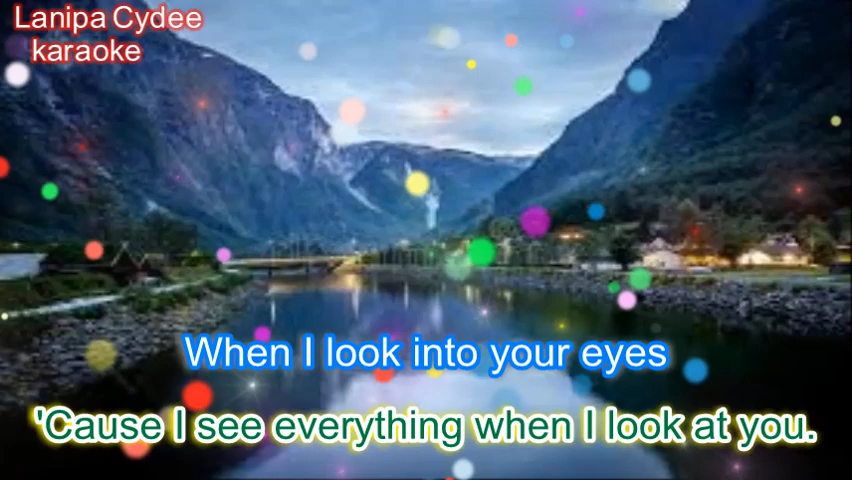 Lanipa Cydee
karaoke
When I look into your eyes
'Cause I see everything when I look at you.